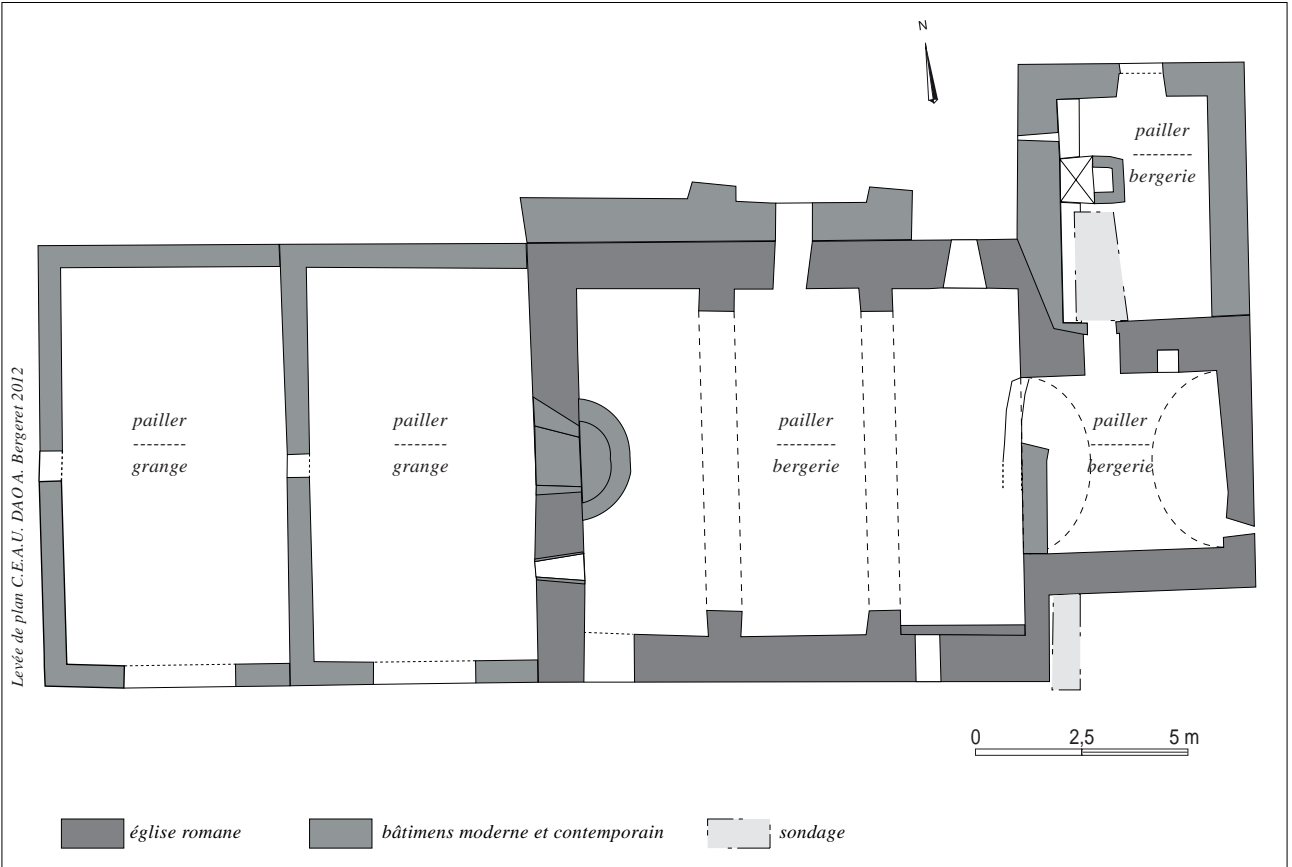 N
pailler
bergerie
pailler
grange
pailler
grange
pailler
bergerie
pailler
bergerie
Levée de plan C.E.A.U. DAO A. Bergeret 2012
0 2,5 5 m
église romane
bâtimens moderne et contemporain
sondage